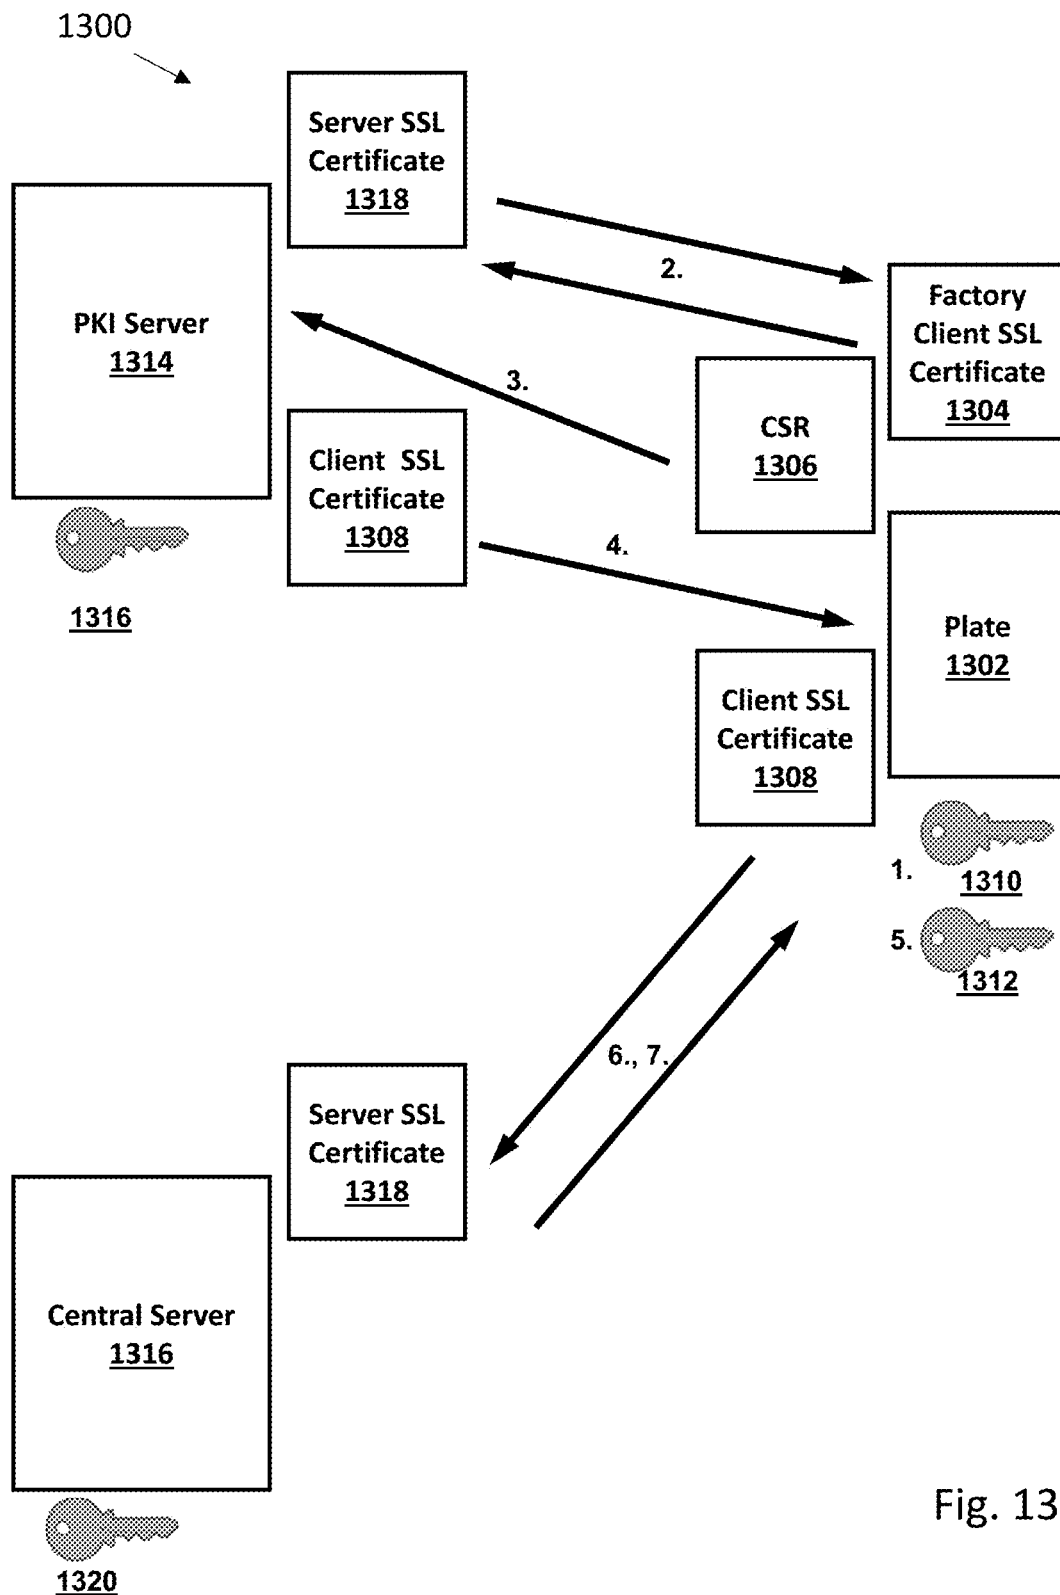 1300
Server SSL
Certificate
1318
PKI Server
1314
2.
Factory
Client SSL
Certificate
1304
3.
CSR
1306
Client SSL
Certificate
1308
4.
1316
Plate
1302
Client SSL
Certificate
1308
1.
1310
5.
1312
6., 7.
Server SSL
Certificate
1318
Central Server
1316
1320
Fig. 13